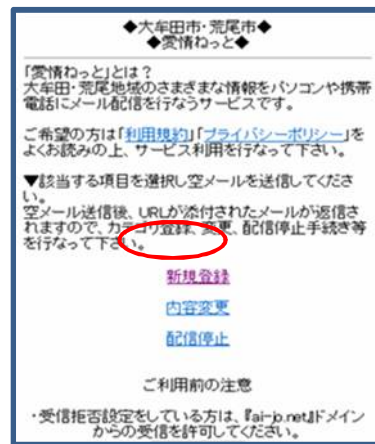 ◆大牟田市・荒尾市◆
◆愛情ねっと◆
「愛情ねっと」とは?
大牟田・荒尾地域のさまざまな情報をパソコンや携帯
電話にメール配信を行なうサービスです。
ご希望の方は「利用規約」「プライバシーポリシー」を
よくお読みの上、サービス利用を行なって下さい。
▼該当する項目を選択し空メールを送信してくださ
い。
空メール送信後、URLが添付されたメールが返信さ
れますので、カテゴリ登録、変更、配信停止手続き等
を行なって下さい。
新規登録
内容変更
配信停止
ご利用前の注意
・受信拒否設定をしている方は、『ai-jo.net』ドメイン
からの受信を許可してください。